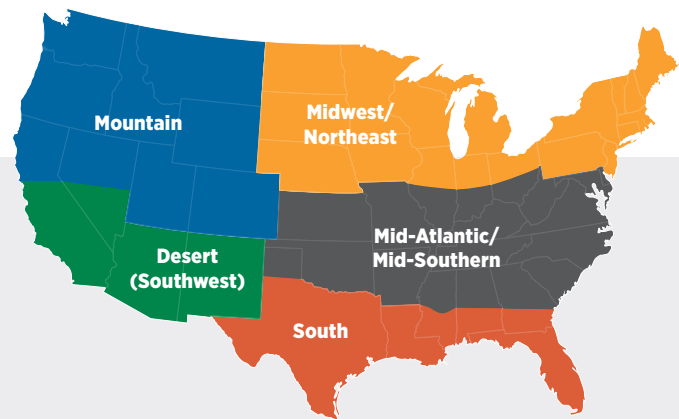 Mountain
Midwest/
Northeast
Mid-Atlantic/
Mid-Southern
Desert
(Southwest)
South